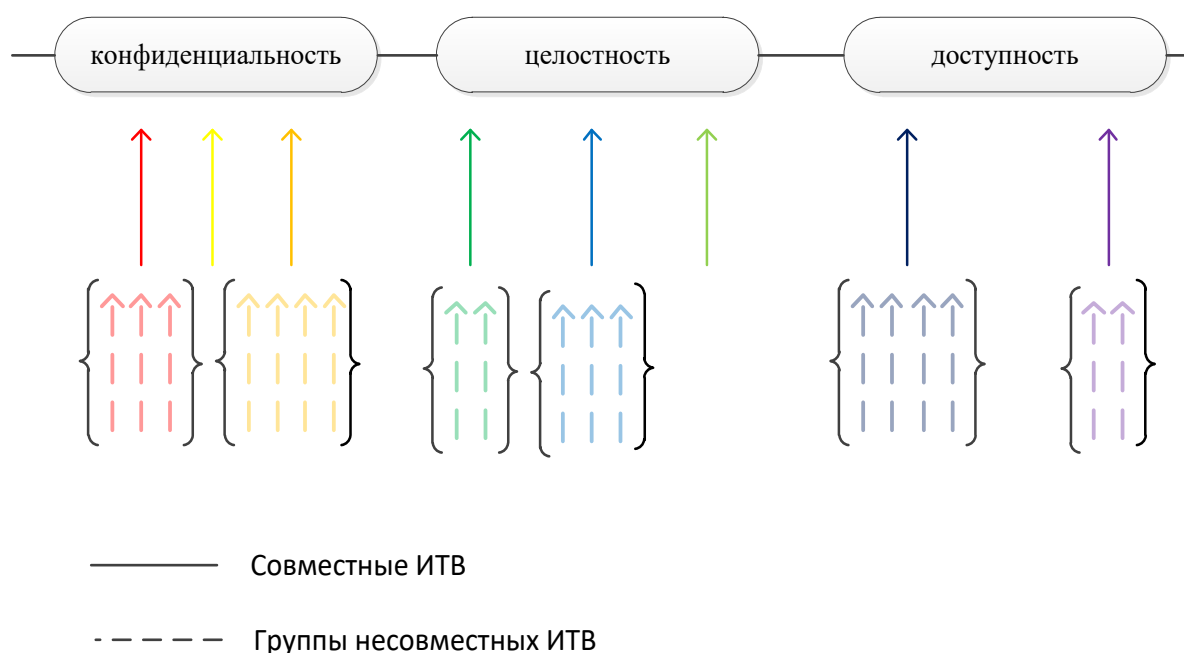 конфиденциальность
целостность
доступность
Совместные ИТВ
Группы несовместных ИТВ